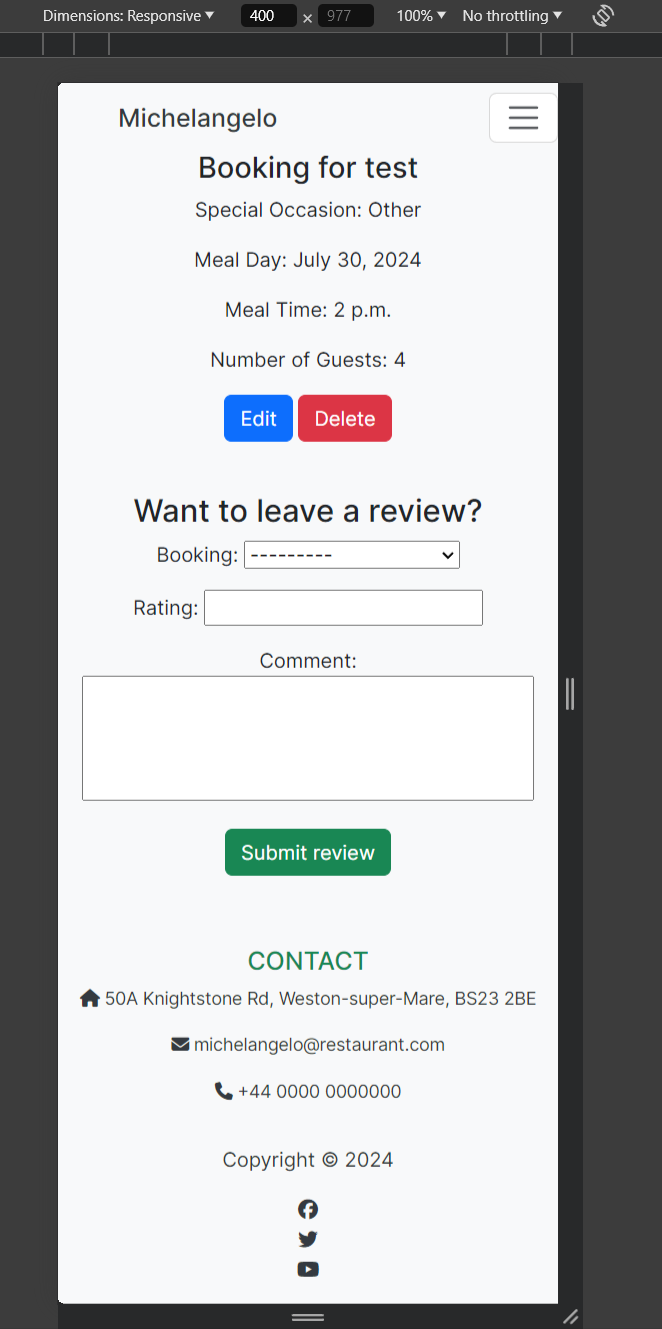 Dimensions: Responsive 400 × 977 100% No throttling
Michelangelo
Booking for test
Special Occasion: Other
Meal Day: July 30, 2024
Meal Time: 2 p.m.
Number of Guests: 4
Edit Delete
Want to leave a review?
Booking: ---------
Rating:
Comment:
Submit review
CONTACT
50A Knightstone Rd, Weston-super-Mare, BS23 2BE
michelangelo@restaurant.com
+44 0000 0000000
Copyright © 2024